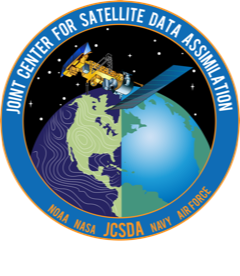 JOINT CENTER FOR SATELLITE DATA ASSIMILATION
NOAA NASA JCSDA NAVY AIR FORCE